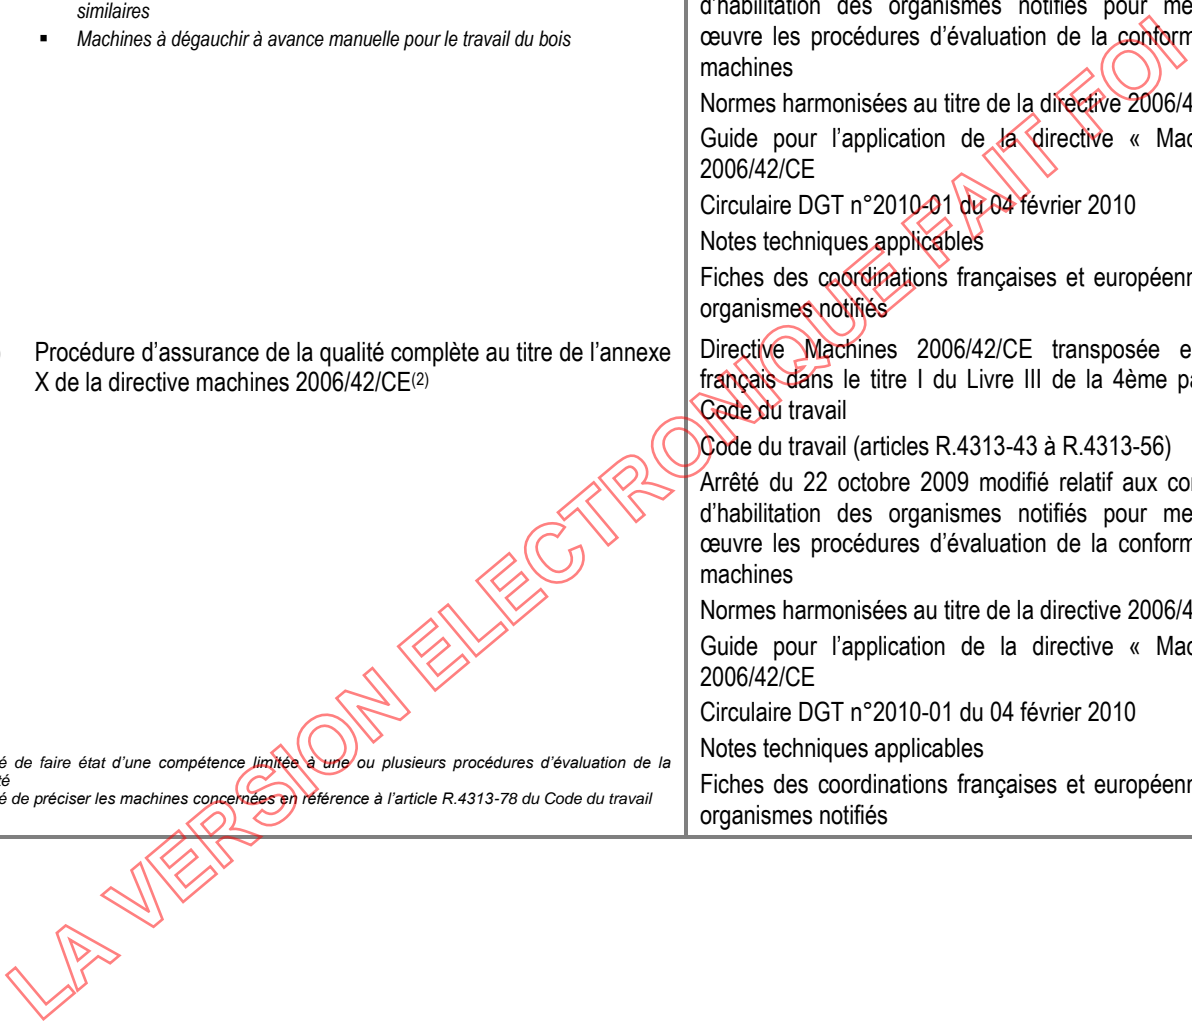 similaires
▪ Machines à dégauchir à avance manuelle pour le travail du bois
Procédure d’assurance de la qualité complète au titre de l’annexe
X de la directive machines 2006/42/CE(2)
é de faire état d’une compétence limitée à une ou plusieurs procédures d’évaluation de la
té
é de préciser les machines concernées en référence à l’article R.4313-78 du Code du travail
d’habilitation des organismes notifiés pour me
œuvre les procédures d’évaluation de la conform
machines
Normes harmonisées au titre de la directive 2006/4
Guide pour l’application de la directive « Mac
2006/42/CE
Circulaire DGT n°2010-01 du 04 février 2010
Notes techniques applicables
Fiches des coordinations françaises et européenn
organismes notifiés
Directive Machines 2006/42/CE transposée e
français dans le titre I du Livre III de la 4ème pa
Code du travail
Code du travail (articles R.4313-43 à R.4313-56)
Arrêté du 22 octobre 2009 modifié relatif aux con
d’habilitation des organismes notifiés pour me
œuvre les procédures d’évaluation de la conform
machines
Normes harmonisées au titre de la directive 2006/4
Guide pour l’application de la directive « Mac
2006/42/CE
Circulaire DGT n°2010-01 du 04 février 2010
Notes techniques applicables
Fiches des coordinations françaises et européenn
organismes notifiés
LA VERSION ELECTRONIQUE FAIT FOI